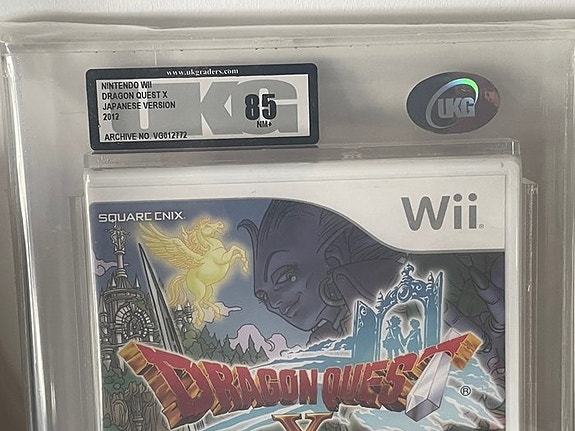 www.ukgraders.com
NINTENDO WII
DRAGON QUEST X
JAPANESE VERSION
2012
ARCHIVE NO. VG012772
UKG
85
NM+
UKG
SQUARE ENIX.
Wii
DRAGON QUEST
X